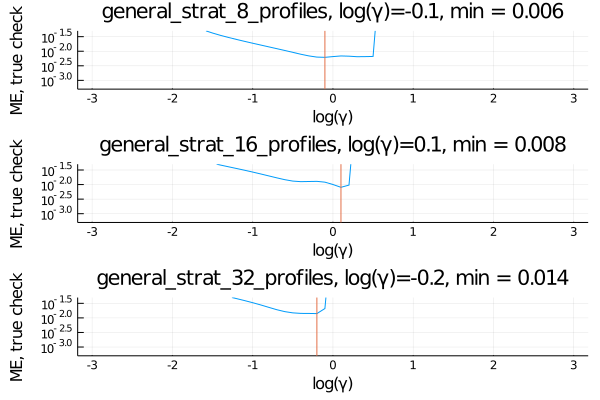 general_strat_8_profiles, log(γ)=-0.1, min = 0.006
ME, true check
10^-1.5
10^-2.0
10^-2.5
10^-3.0
-3 -2 -1 0 1 2 3
log(γ)
general_strat_16_profiles, log(γ)=0.1, min = 0.008
ME, true check
10^-1.5
10^-2.0
10^-2.5
10^-3.0
-3 -2 -1 0 1 2 3
log(γ)
general_strat_32_profiles, log(γ)=-0.2, min = 0.014
ME, true check
10^-1.5
10^-2.0
10^-2.5
10^-3.0
-3 -2 -1 0 1 2 3
log(γ)